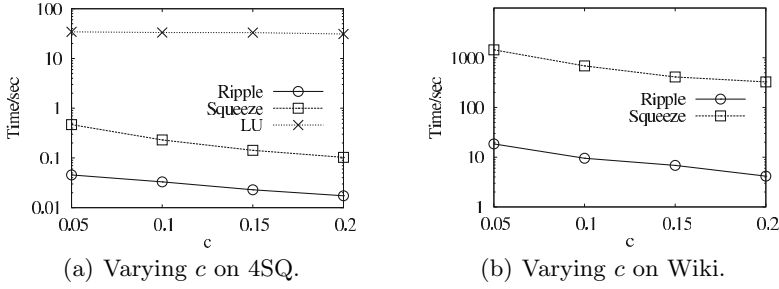 100
10
1
0.1
0.01
Time/sec
Ripple
Squeeze
LU
0.05 0.1 0.15 0.2
c
(a) Varying c on 4SQ.
1000
100
10
1
Time/sec
Ripple
Squeeze
0.05 0.1 0.15 0.2
c
(b) Varying c on Wiki.